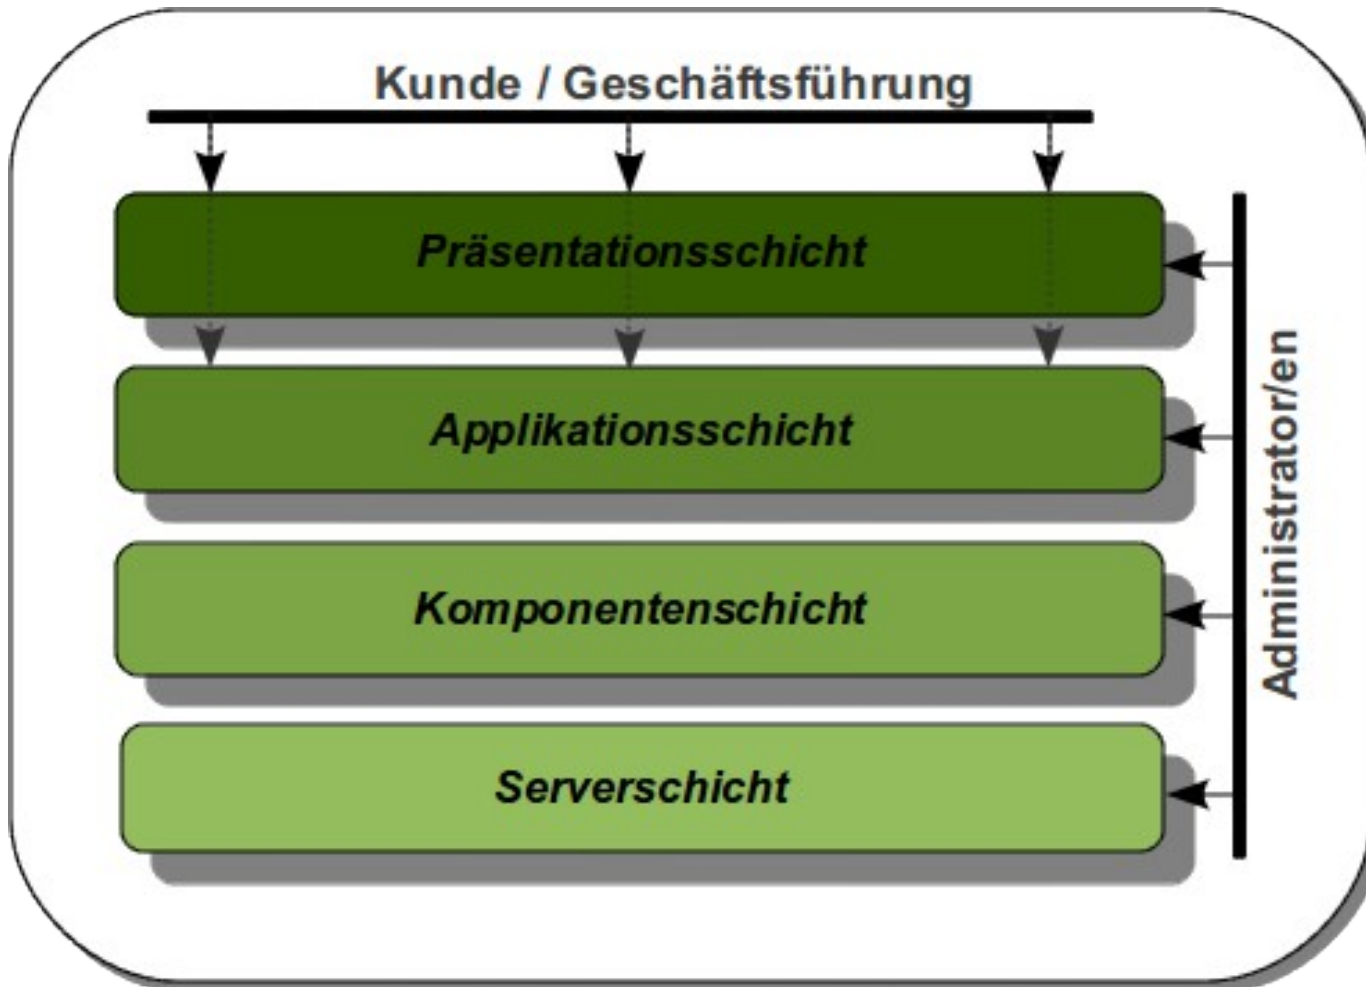 Kunde / Geschäftsführung
Präsentationsschicht
Applikationsschicht
Komponentenschicht
Serverschicht
Administrator/en